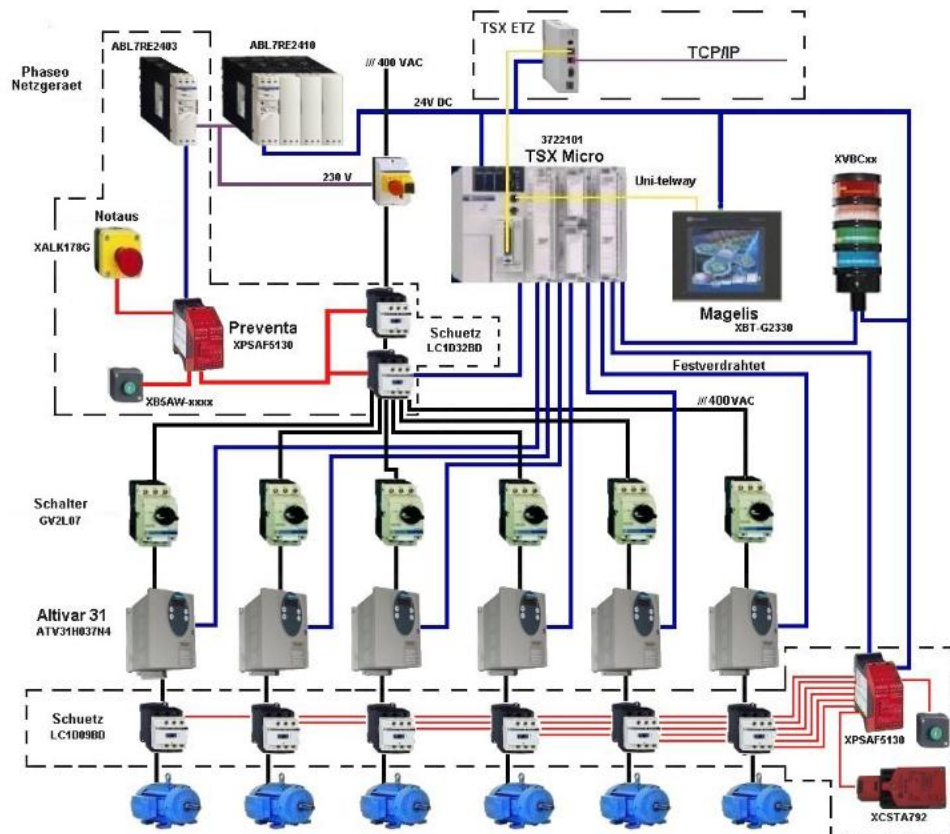 TSX ETZ
TCP/IP
ABL7RE2403
ABL7RE2410
/// 400 VAC
Phaseo
Netzgeraet
24V DC
3722101
TSX Micro
XVBCxx
Uni-telway
230 V
Notaus
XALK178G
Preventa
XPSAF5130
Schuetz
LC1D32BD
Magelis
XBT-G2330
Festverdrahtet
XB5AW-xxxx
/// 400VAC
Schalter
GV2L07
Altivar 31
ATV31H037N4
Schuetz
LC1D09BD
XPSAF5130
XCSTA792